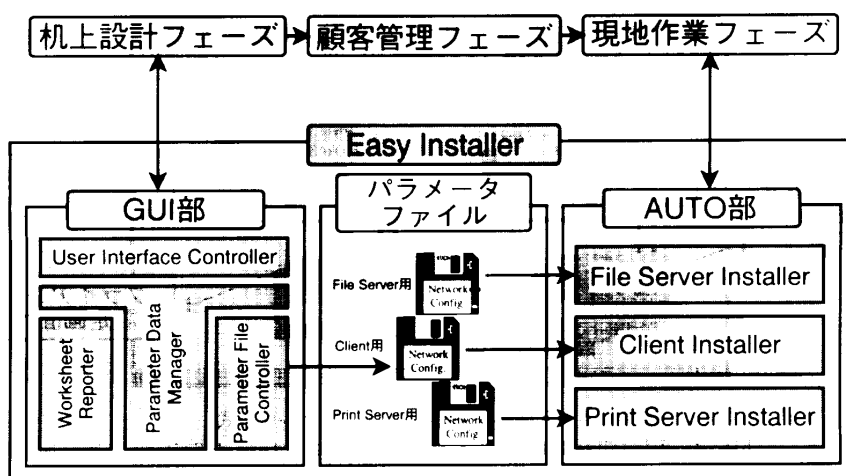 机上設計フェーズ
顧客管理フェーズ
現地作業フェーズ
Easy Installer
GUI部
パラメータ
ファイル
AUTO部
User Interface Controller
Worksheet
Reporter
Parameter Data
Manager
Parameter File
Controller
File Server用
Network
Config.
Client用
Network
Config.
Print Server用
Network
Config
File Server Installer
Client Installer
Print Server Installer